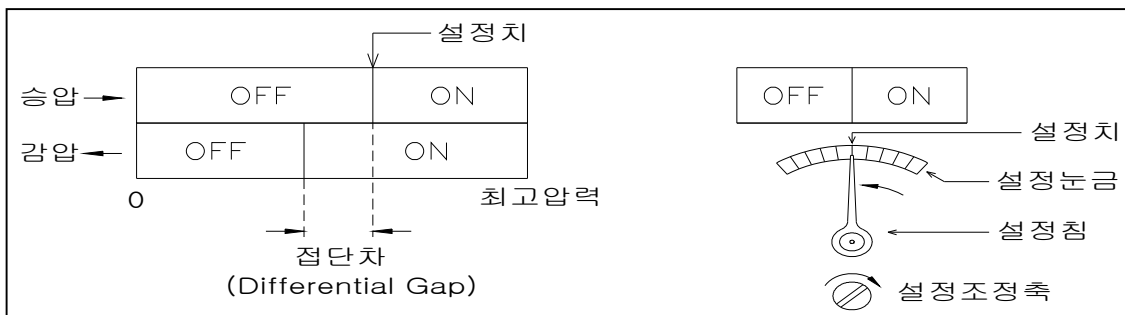 설정치
승압
OFF
ON
감압
OFF
ON
0
최고압력
접단차
(Differential Gap)
OFF
ON
설정치
설정눈금
설정침
설정조정축